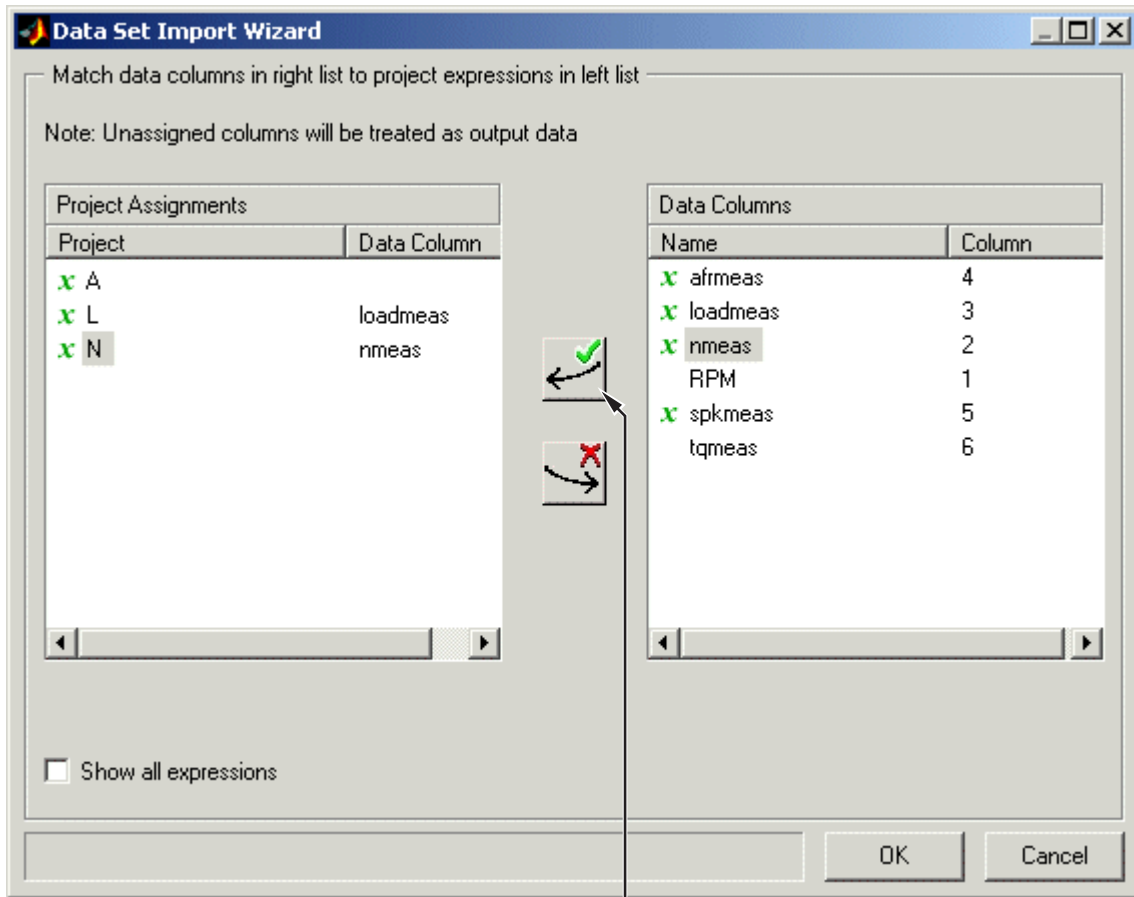 Data Set Import Wizard
Match data columns in right list to project expressions in left list
Note: Unassigned columns will be treated as output data
Project Assignments
Project Data Column
x A
x L loadmeas
x N nmeas
Data Columns
Name Column
x afrmeas 4
x loadmeas 3
x nmeas 2
RPM 1
x spkmeas 5
tqmeas 6
Show all expressions
OK Cancel